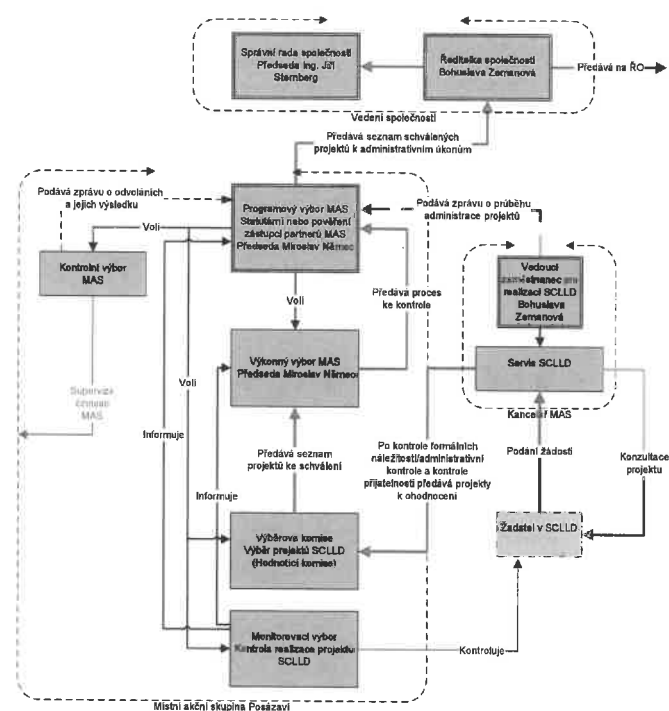 Správní rada společnosti
Předseda Ing. Jiří
Sternberg
Ředitelka společnosti
Bohuslava Zemanová
Předává na ŘO
Vedení společnosti
Předává seznam schválených
projektů k administrativím úkonům
Podává zprávu o odvoláních
a jejich výsledku
Podává zprávu o průběhu
administrace projektů
Volí
Programový výbor MAS
Statutární nebo pověření
zástupci partnerů MAS
Předseda Miroslav Němec
Kontrolní výbor
MAS
Vedoucí
zaměstnanec pro
realizaci SCLLD
Bohuslava
Zemanová
Předává proces
ke kontrole
Volí
Výkonný výbor MAS
Předseda Miroslav Němec
Servis SCLLD
Volí
Supervize
činnosti
MAS
Kancelář MAS
Informuje
Předává seznam
projektů ke schválení
Po kontrole formálních
náležitostí/administrativní
kontrole a kontrole
přijatelnosti předává projekty
k ohodnocení
Podání žádosti
Konzultace
projektu
Informuje
Výběrova komise
Výběr projektů SCLLD
(Hodnotící komise)
Žadatel v SCLLD
Monitorovací výbor
Kontrola realizace projektu
SCLLD
Kontroluje
Místní akční skupina Posázaví